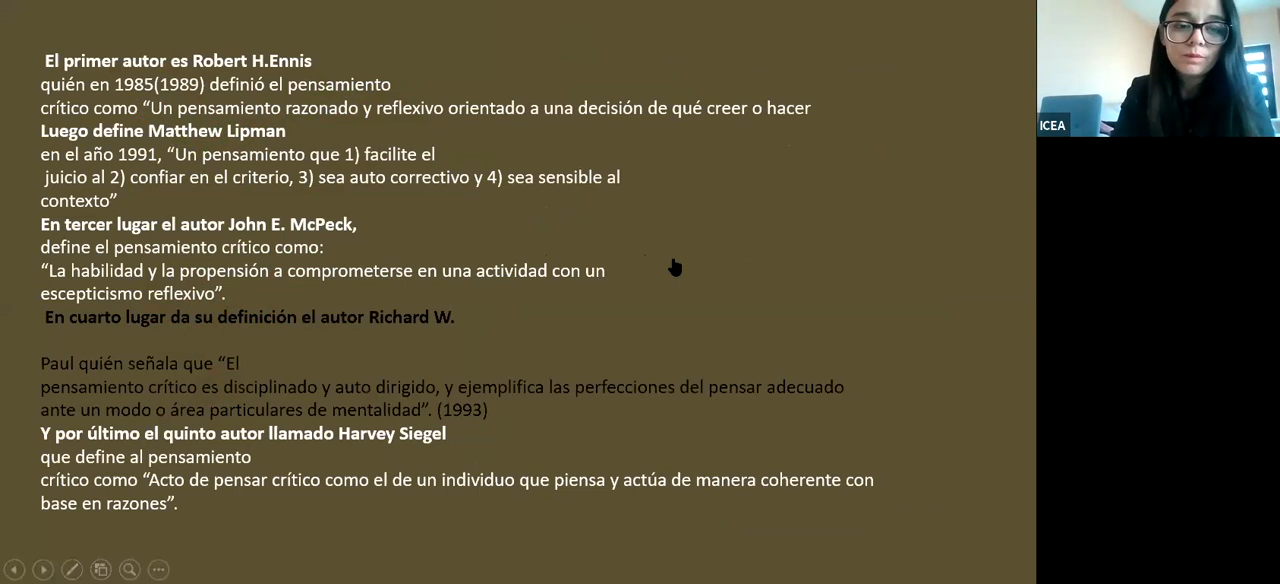 El primer autor es Robert H.Ennis
quién en 1985(1989) definió el pensamiento
crítico como “Un pensamiento razonado y reflexivo orientado a una decisión de qué creer o hacer
Luego define Matthew Lipman
en el año 1991, “Un pensamiento que 1) facilite el
juicio al 2) confiar en el criterio, 3) sea auto correctivo y 4) sea sensible al
contexto”
En tercer lugar el autor John E. McPeck,
define el pensamiento crítico como:
“La habilidad y la propensión a comprometerse en una actividad con un
escepticismo reflexivo”.
En cuarto lugar da su definición el autor Richard W.
Paul quién señala que “El
pensamiento crítico es disciplinado y auto dirigido, y ejemplifica las perfecciones del pensar adecuado
ante un modo o área particulares de mentalidad”. (1993)
Y por último el quinto autor llamado Harvey Siegel
que define al pensamiento
crítico como “Acto de pensar crítico como el de un individuo que piensa y actúa de manera coherente con
base en razones”.
ICEA